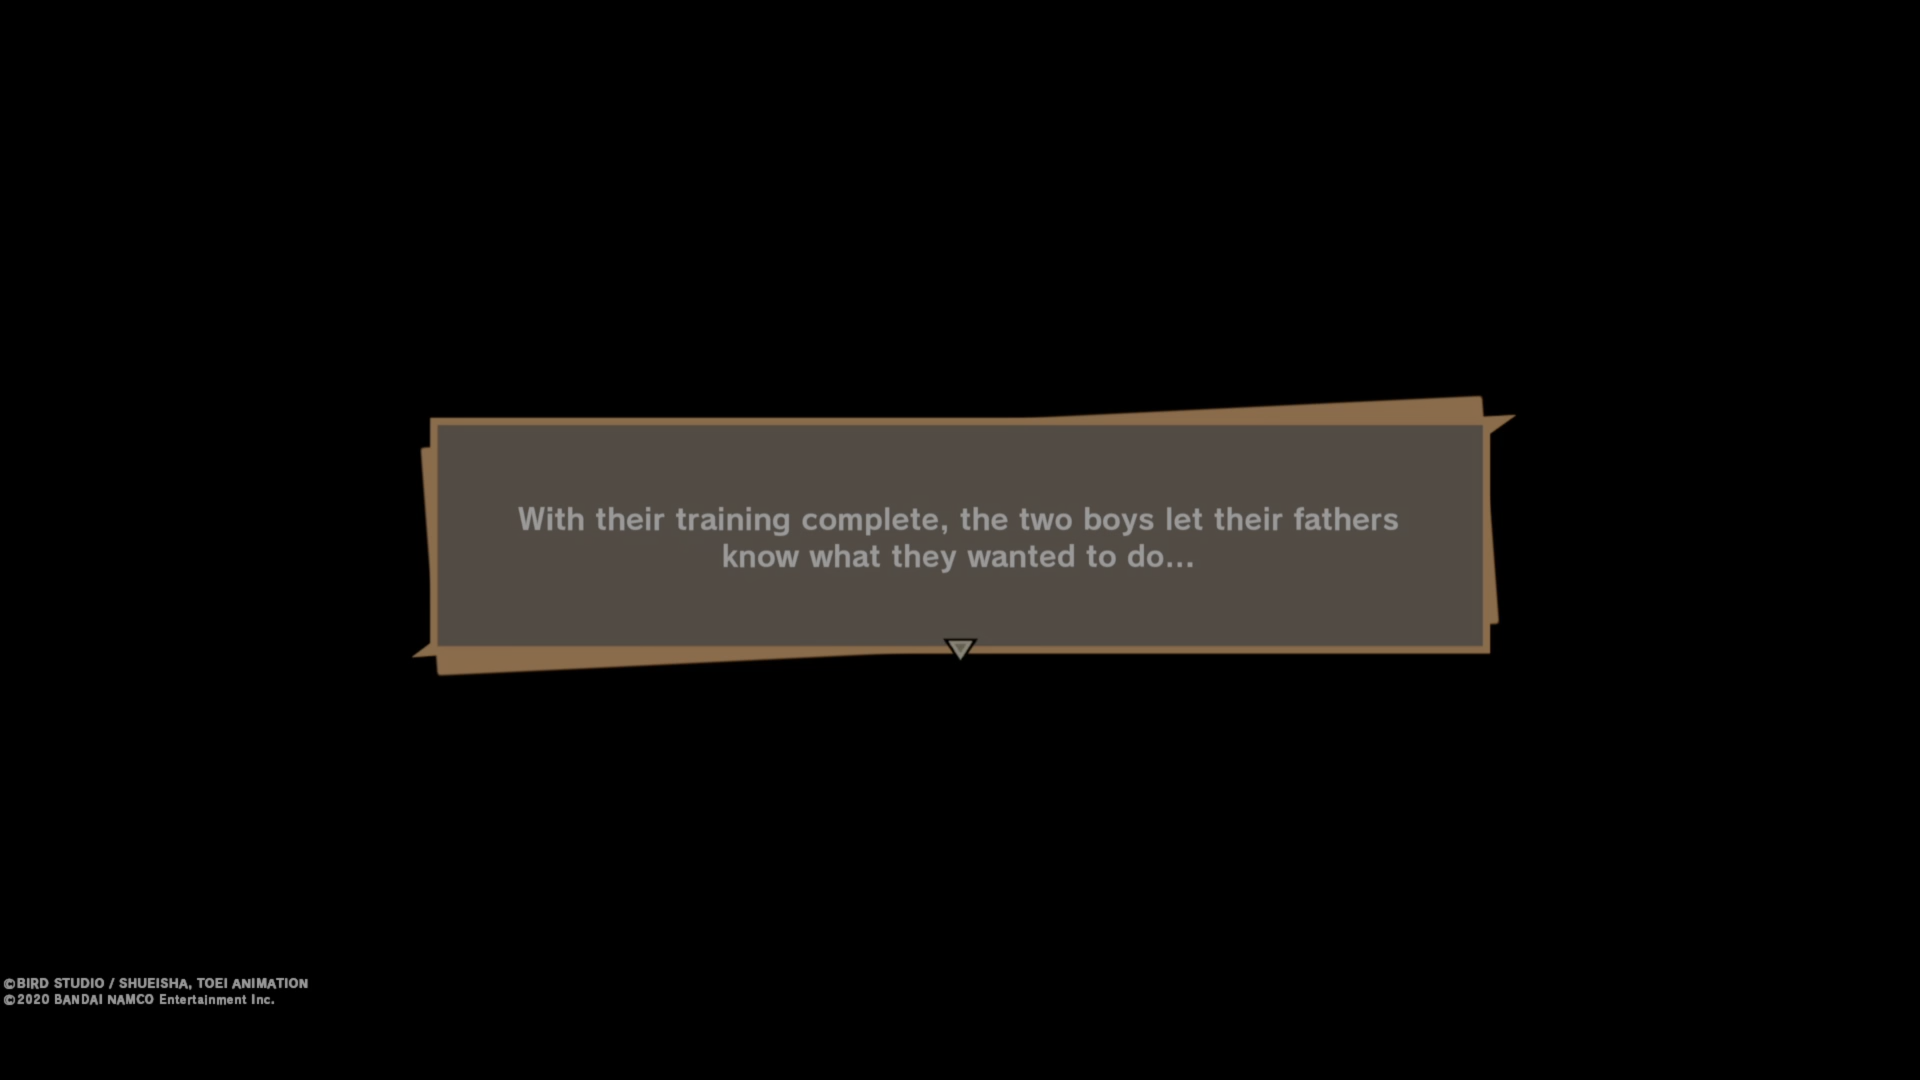 With their training complete, the two boys let their fathers
know what they wanted to do...
©BIRD STUDIO / SHUEISHA, TOEI ANIMATION
©2020 BANDAI NAMCO Entertainment Inc.